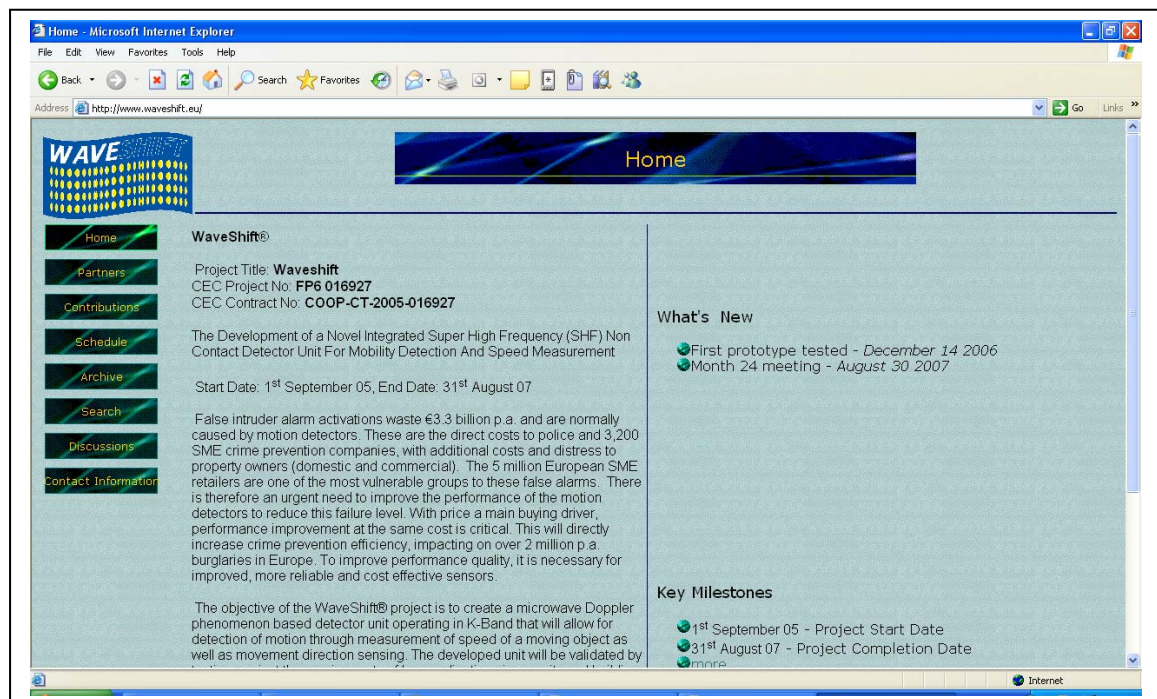 Home - Microsoft Internet Explorer
File Edit View Favorites Tools Help
Back Search Favorites
Address http://www.waveshift.eu/ Go Links »
WAVESHIFT
Home
Home
Partners
Contributions
Schedule
Archive
Search
Discussions
Contact Information
WaveShift®
Project Title: Waveshift
CEC Project No: FP6 016927
CEC Contract No: COOP-CT-2005-016927
The Development of a Novel Integrated Super High Frequency (SHF) Non
Contact Detector Unit For Mobility Detection And Speed Measurement
Start Date: 1st September 05, End Date: 31st August 07
False intruder alarm activations waste €3.3 billion p.a. and are normally
caused by motion detectors. These are the direct costs to police and 3,200
SME crime prevention companies, with additional costs and distress to
property owners (domestic and commercial). The 5 million European SME
retailers are one of the most vulnerable groups to these false alarms. There
is therefore an urgent need to improve the performance of the motion
detectors to reduce this failure level. With price a main buying driver,
performance improvement at the same cost is critical. This will directly
increase crime prevention efficiency, impacting on over 2 million p.a.
burglaries in Europe. To improve performance quality, it is necessary for
improved, more reliable and cost effective sensors.
The objective of the WaveShift® project is to create a microwave Doppler
phenomenon based detector unit operating in K-Band that will allow for
detection of motion through measurement of speed of a moving object as
well as movement direction sensing. The developed unit will be validated by
What's New
First prototype tested - December 14 2006
Month 24 meeting - August 30 2007
Key Milestones
1st September 05 - Project Start Date
31st August 07 - Project Completion Date
more
Internet